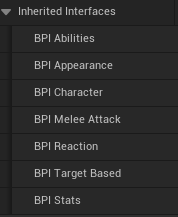 Inherited Interfaces
BPI Abilities
BPI Appearance
BPI Character
BPI Melee Attack
BPI Reaction
BPI Target Based
BPI Stats